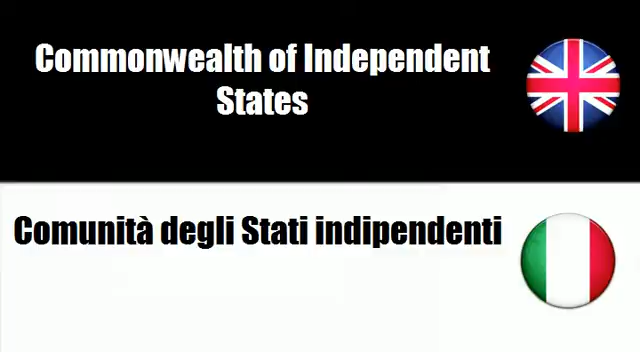 Commonwealth of Independent
States
Comunità degli Stati indipendenti